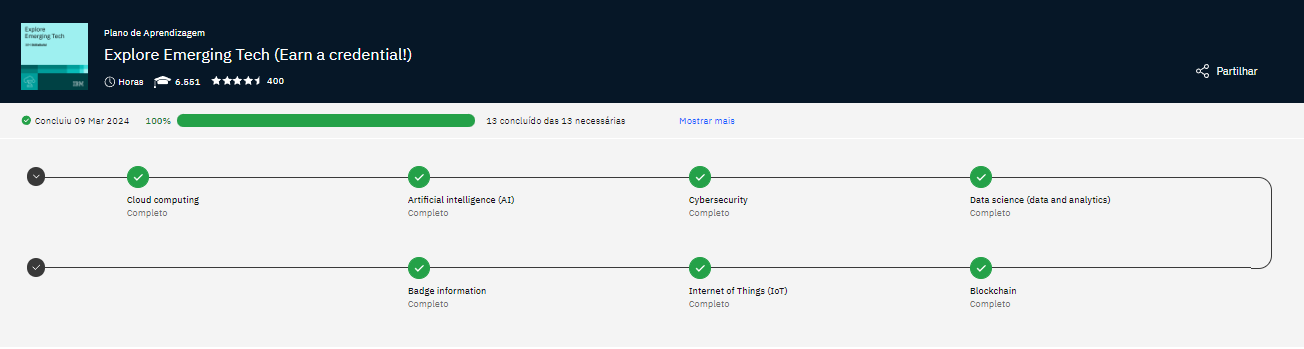 Explore
Emerging Tech
IBM
Plano de Aprendizagem
Explore Emerging Tech (Earn a credential!)
Horas 6.551 400
Partilhar
Concluiu 09 Mar 2024 100% 13 concluído das 13 necessárias Mostrar mais
Cloud computing
Completo
Artificial intelligence (AI)
Completo
Cybersecurity
Completo
Data science (data and analytics)
Completo
Badge information
Completo
Internet of Things (IoT)
Completo
Blockchain
Completo